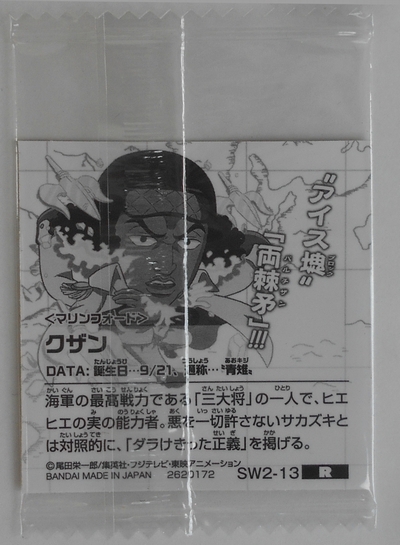 "アイス塊
「両棘矛」!!!
<マリンフォード>
クザン
DATA: 誕生日…9/21、通称…"青雉"
海軍の最高戦力である「三大将」の一人で、ヒエ
ヒエの実の能力者。悪を一切許さないサカズキと
は対照的に、「ダラけきった正義」を掲げる。
©尾田栄一郎/集英社・フジテレビ・東映アニメーション
BANDAI MADE IN JAPAN 2620172 SW2-13 R